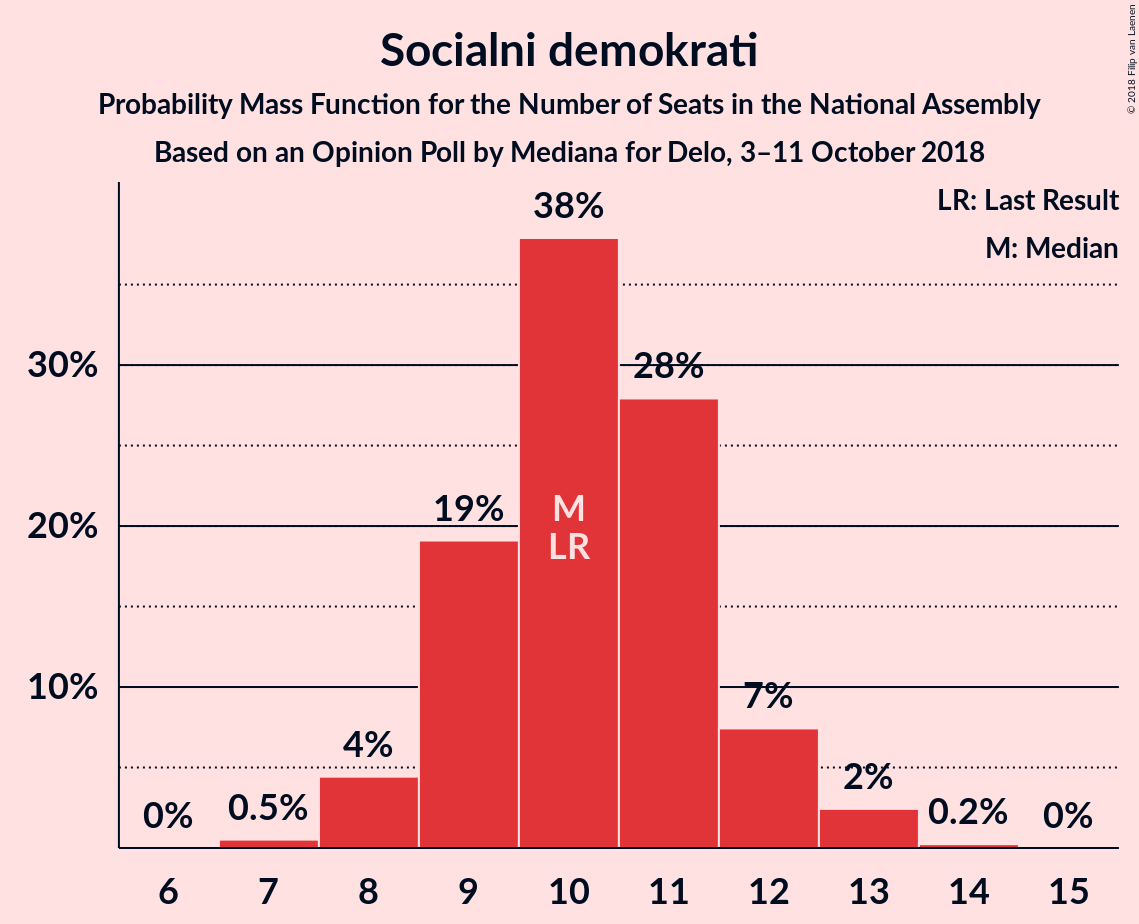 Socialni demokrati
Probability Mass Function for the Number of Seats in the National Assembly
Based on an Opinion Poll by Mediana for Delo, 3–11 October 2018
© 2018 Filip van Laenen
LR: Last Result
M: Median
38%
30%
28%
20%
19%
M
LR
10%
7%
4%
2%
0%
0.5%
0.2%
0%
6 7 8 9 10 11 12 13 14 15